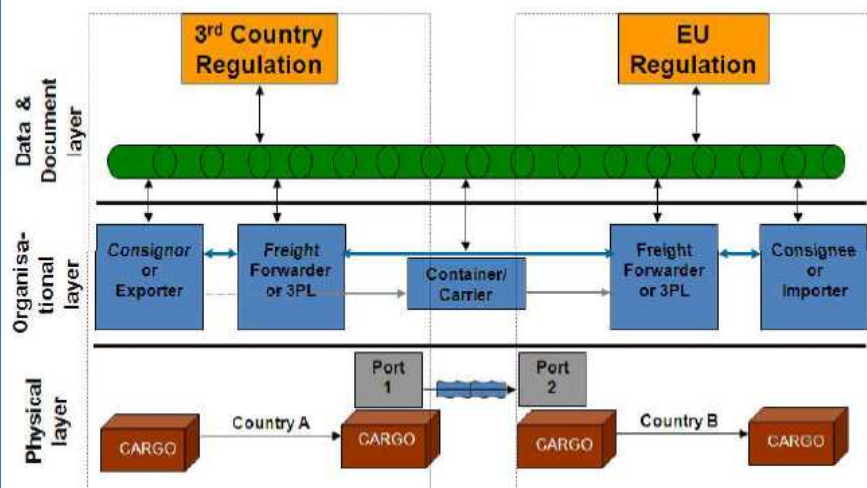 3rd Country
Regulation
EU
Regulation
Data &
Document
layer
Organisa-
tional
layer
Consignor
or
Exporter
Freight
Forwarder
or 3PL
Container/
Carrier
Freight
Forwarder
or 3PL
Consignee
or
Importer
Physical
layer
Port
1
Port
2
CARGO
Country A
CARGO
CARGO
Country B
CARGO